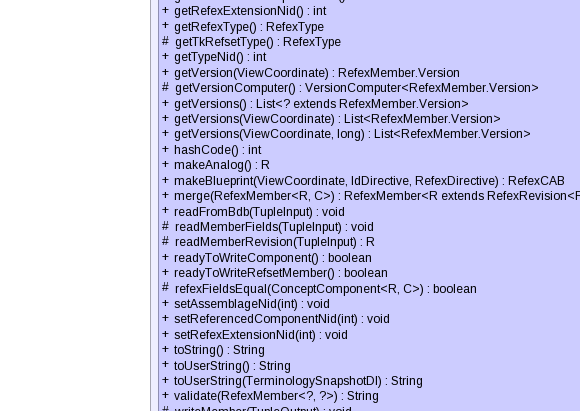 + getRefexExtensionNid() : int
+ getRefexType() : RefexType
# getTkRefsetType() : RefexType
+ getTypeNid() : int
+ getVersion(ViewCoordinate) : RefexMember.Version
# getVersionComputer() : VersionComputer<RefexMember.Version>
+ getVersions() : List<? extends RefexMember.Version>
+ getVersions(ViewCoordinate) : List<RefexMember.Version>
+ getVersions(ViewCoordinate, long) : List<RefexMember.Version>
+ hashCode() : int
+ makeAnalog() : R
+ makeBlueprint(ViewCoordinate, IdDirective, RefexDirective) : RefexCAB
+ merge(RefexMember<R, C>) : RefexMember<R extends RefexRevision<R
+ readFromBdb(TupleInput) : void
# readMemberFields(TupleInput) : void
# readMemberRevision(TupleInput) : R
+ readyToWriteComponent() : boolean
+ readyToWriteRefsetMember() : boolean
# refexFieldsEqual(ConceptComponent<R, C>) : boolean
+ setAssemblageNid(int) : void
+ setReferencedComponentNid(int) : void
+ setRefexExtensionNid(int) : void
+ toString() : String
+ toUserString() : String
+ toUserString(TerminologySnapshotDI) : String
+ validate(RefexMember<?, ?>) : String
# writeMember(TupleOutput) : void